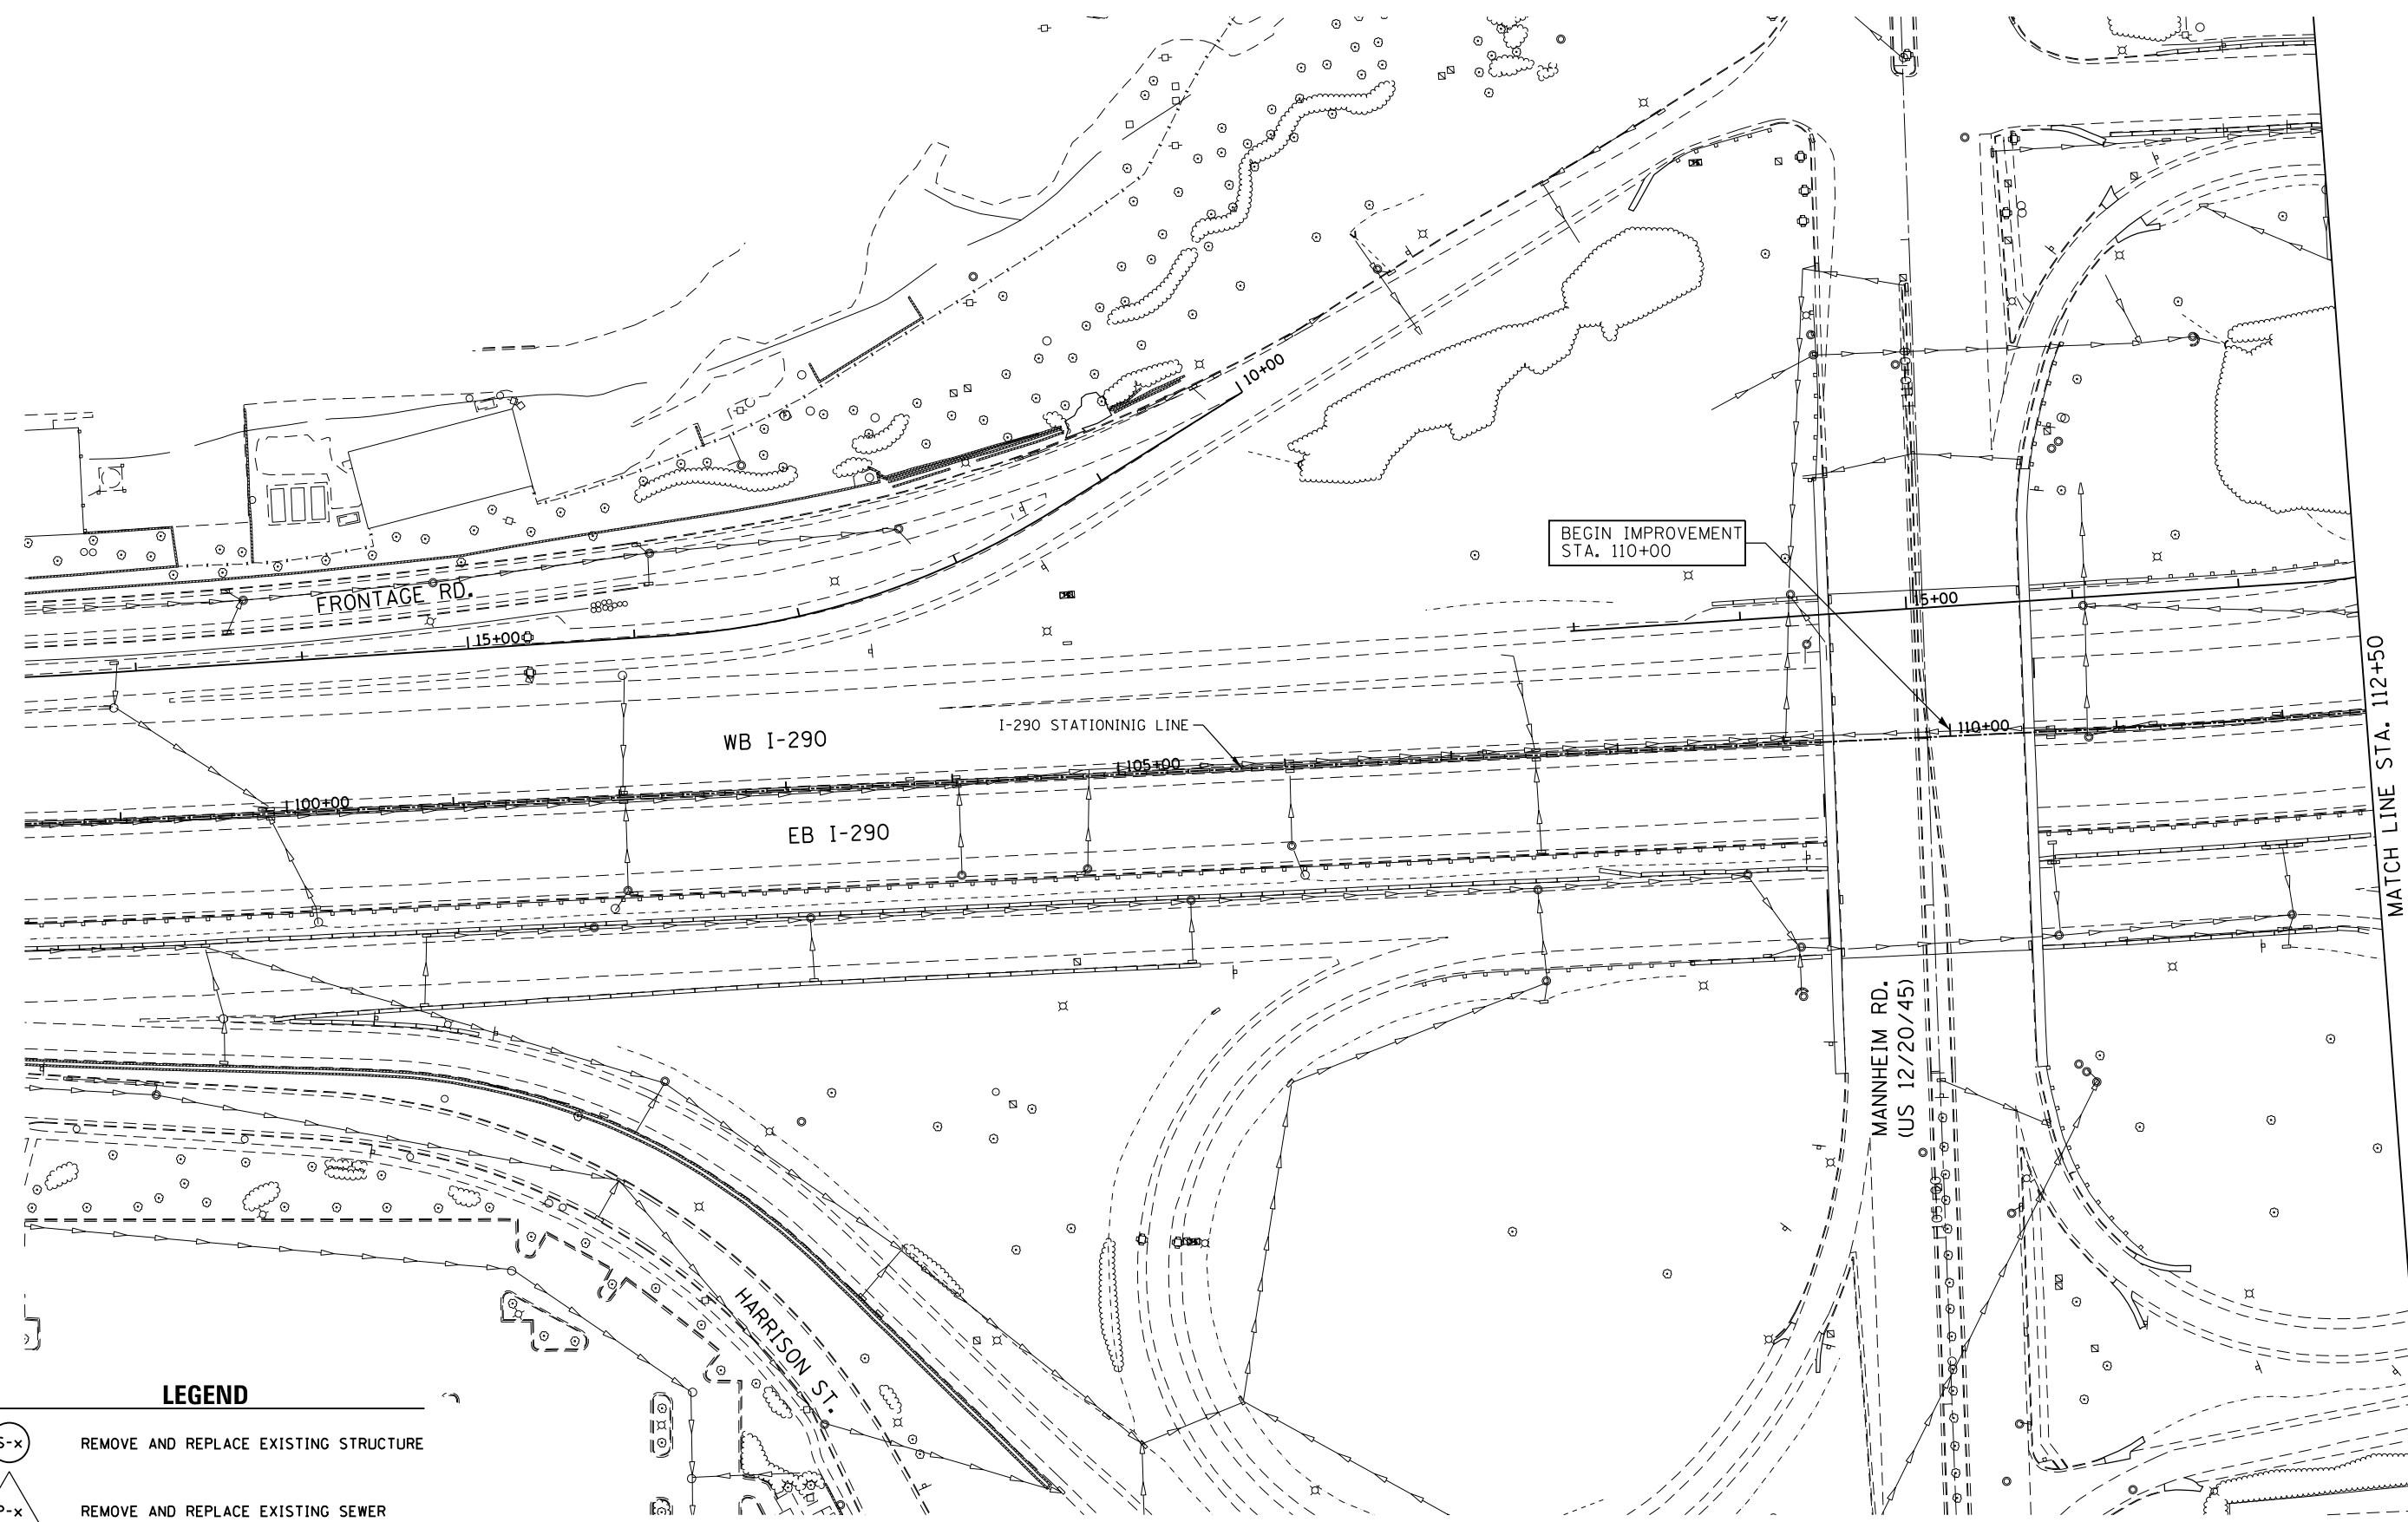 10+00
BEGIN IMPROVEMENT
STA. 110+00
FRONTAGE RD.
15+00
15+00
I-290 STATIONINIG LINE
WB I-290
110+00
105+00
100+00
EB I-290
MATCH LINE STA. 112+50
MANNHEIM RD.
(US 12/20/45)
HARRISON ST.
LEGEND
S-x
REMOVE AND REPLACE EXISTING STRUCTURE
P-x
REMOVE AND REPLACE EXISTING SEWER